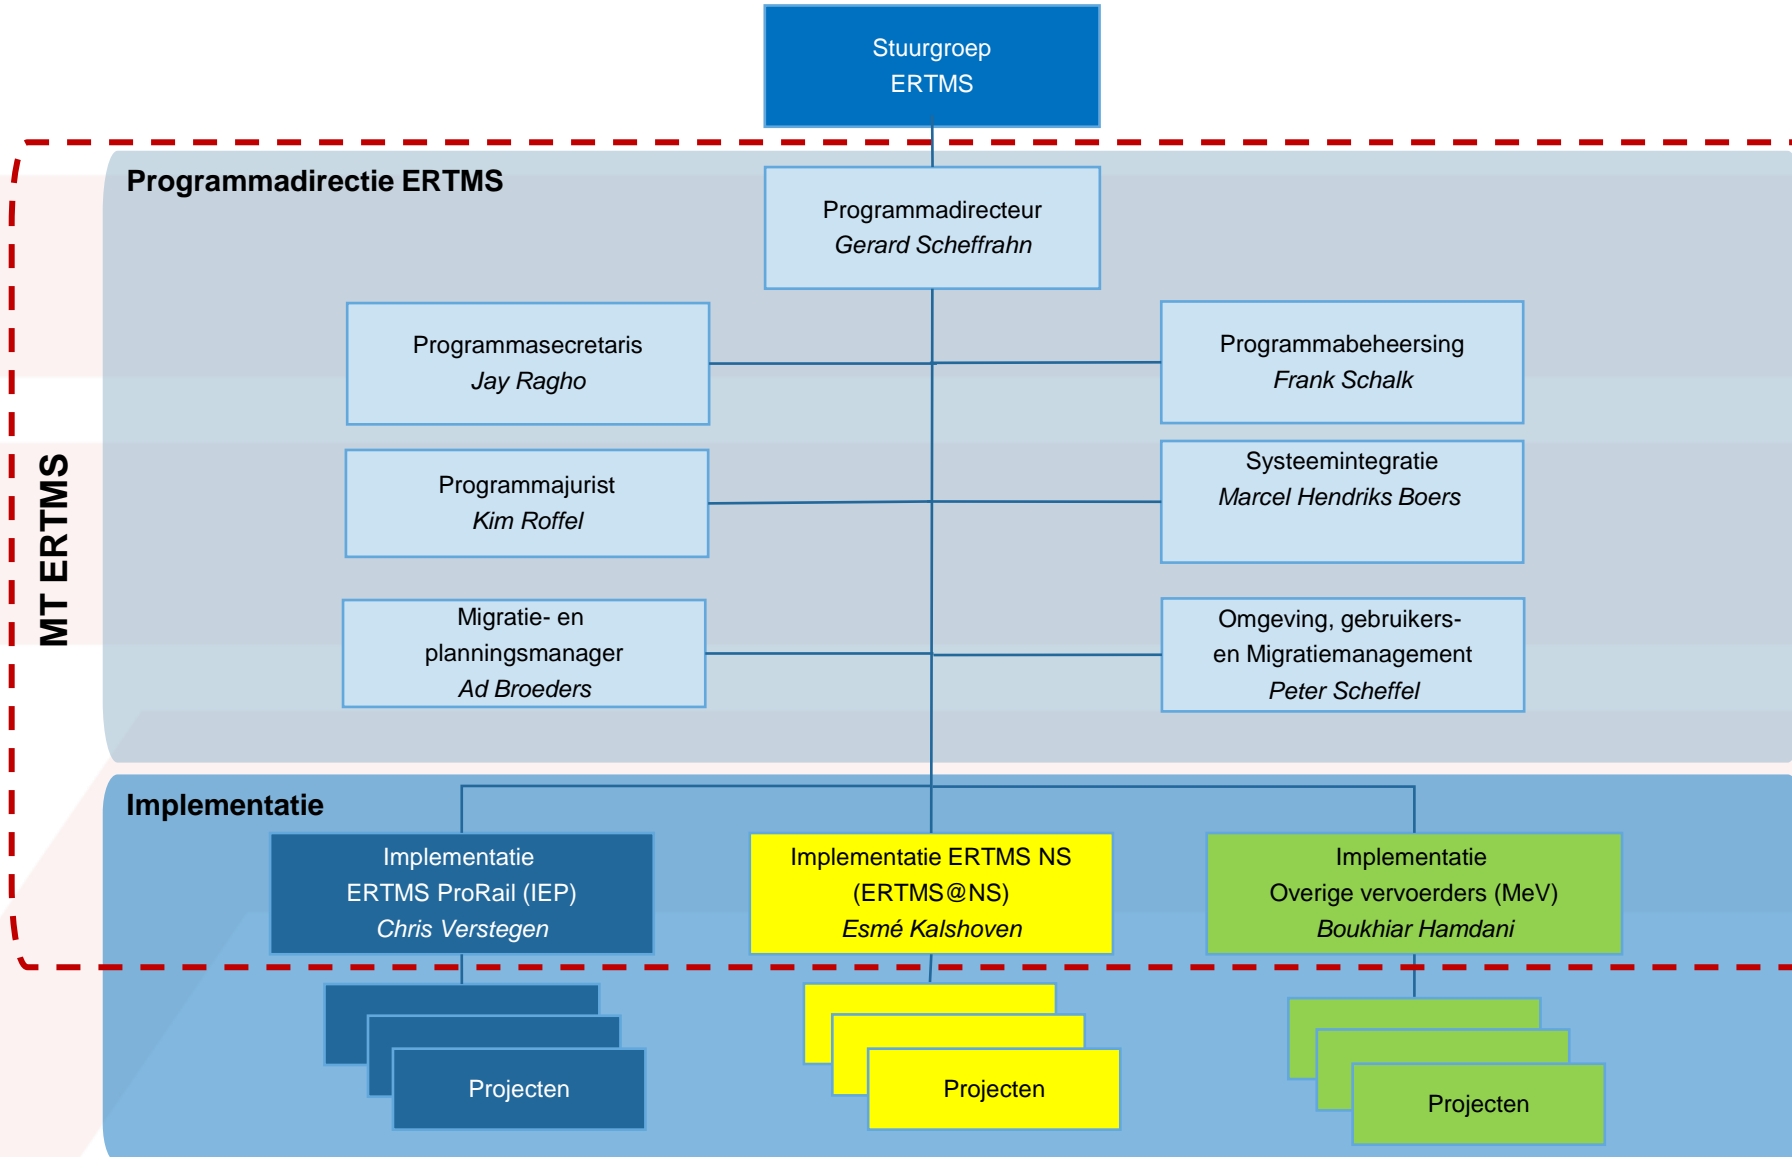 Stuurgroep
ERTMS
Programmadirectie ERTMS
Programmadirecteur
Gerard Scheffrahn
Programmasecretaris
Jay Ragho
Programmabeheersing
Frank Schalk
MT ERTMS
Programmajurist
Kim Roffel
Systeemintegratie
Marcel Hendriks Boers
Migratie- en
planningsmanager
Ad Broeders
Omgeving, gebruikers-
en Migratiemanagement
Peter Scheffel
Implementatie
Implementatie
ERTMS ProRail (IEP)
Chris Verstegen
Implementatie ERTMS NS
(ERTMS@NS)
Esmé Kalshoven
Implementatie
Overige vervoerders (MeV)
Boukhiar Hamdani
Projecten
Projecten
Projecten